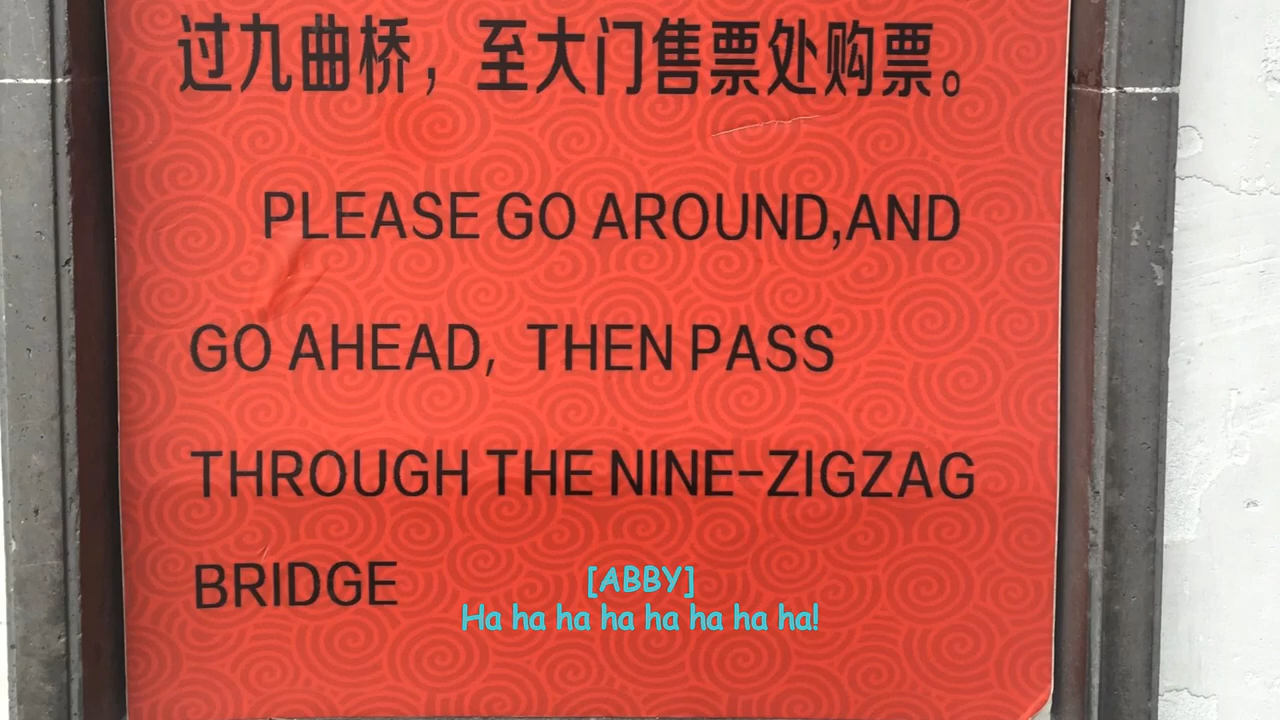 过九曲桥，至大门售票处购票。
PLEASE GO AROUND,AND
GO AHEAD, THEN PASS
THROUGH THE NINE-ZIGZAG
BRIDGE
[ABBY]
Ha ha ha ha ha ha ha ha!